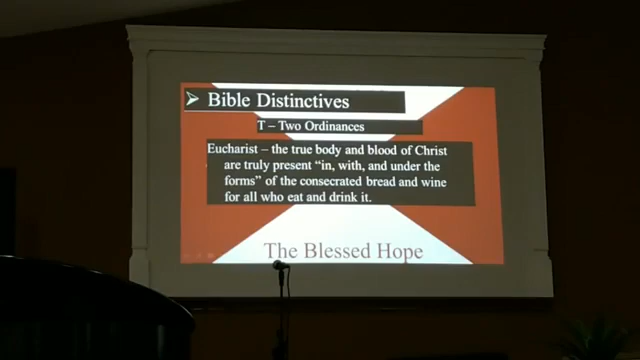 Bible Distinctives
T – Two Ordinances
Eucharist – the true body and blood of Christ
are truly present “in, with, and under the
forms” of the consecrated bread and wine
for all who eat and drink it.
The Blessed Hope